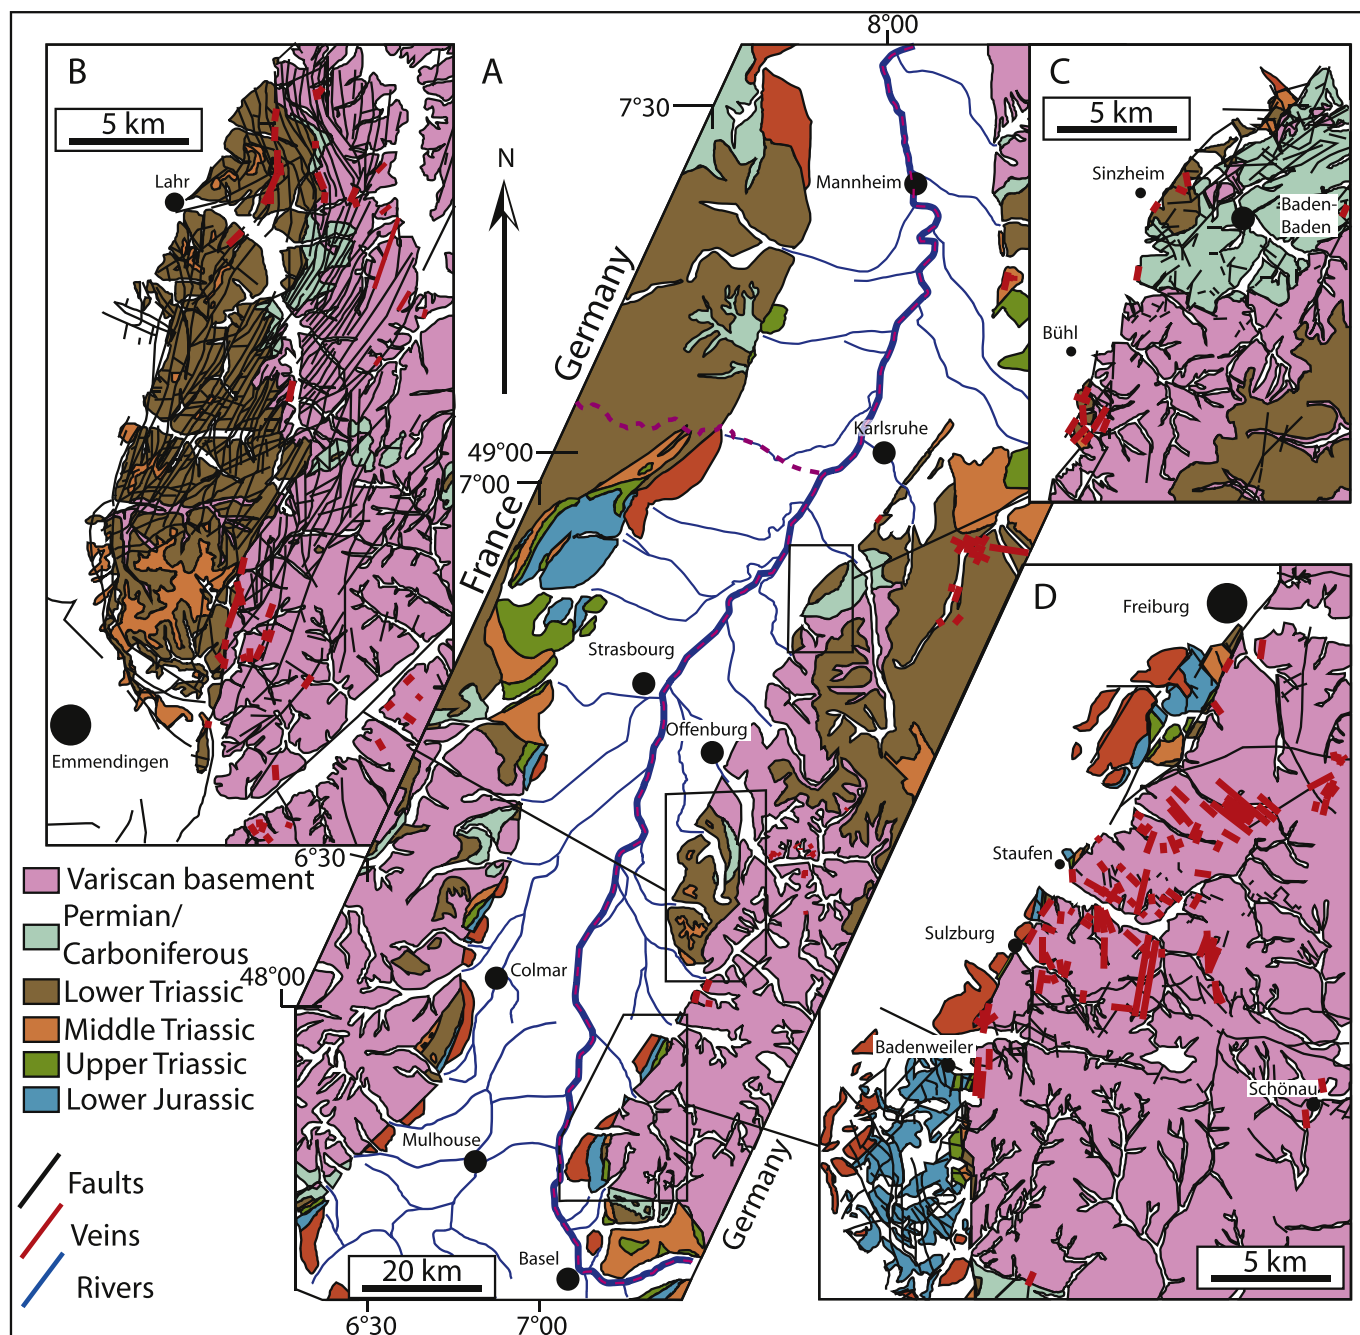 B
5 km
Lahr
Emmendingen
A
8°00
7°30
N
Mannheim
Germany
Karlsruhe
49°00
7°00
France
Strasbourg
Offenburg
6°30
Colmar
48°00
Mulhouse
Basel
Germany
20 km
6°30
7°00
C
5 km
Sinzheim
Baden-
Baden
Bühl
D
Freiburg
Staufen
Sulzburg
Badenweiler
Schönau
5 km
Variscan basement
Permian/
Carboniferous
Lower Triassic
Middle Triassic
Upper Triassic
Lower Jurassic
Faults
Veins
Rivers